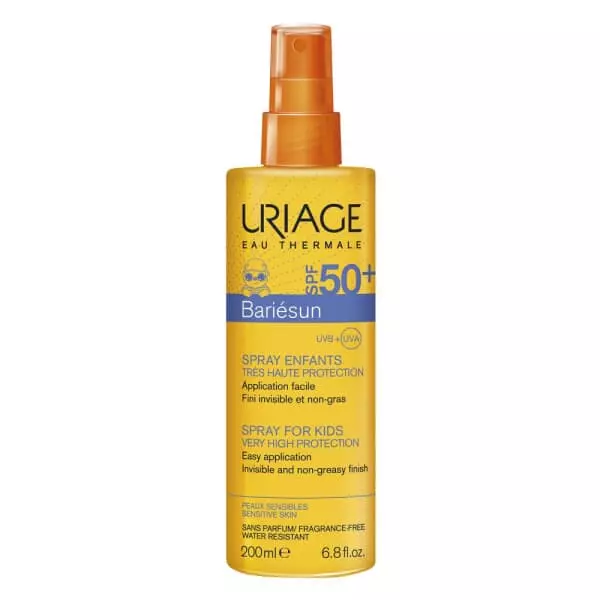 URIAGE
EAU THERMALE
SPF 50+
Bariésun
UVB + UVA
SPRAY ENFANTS
TRÈS HAUTE PROTECTION
Application facile
Fini invisible et non-gras
SPRAY FOR KIDS
VERY HIGH PROTECTION
Easy application
Invisible and non-greasy finish
PEAUX SENSIBLES
SENSITIVE SKIN
SANS PARFUM/ FRAGRANCE-FREE
WATER RESISTANT
200ml e 6.8 fl.oz.